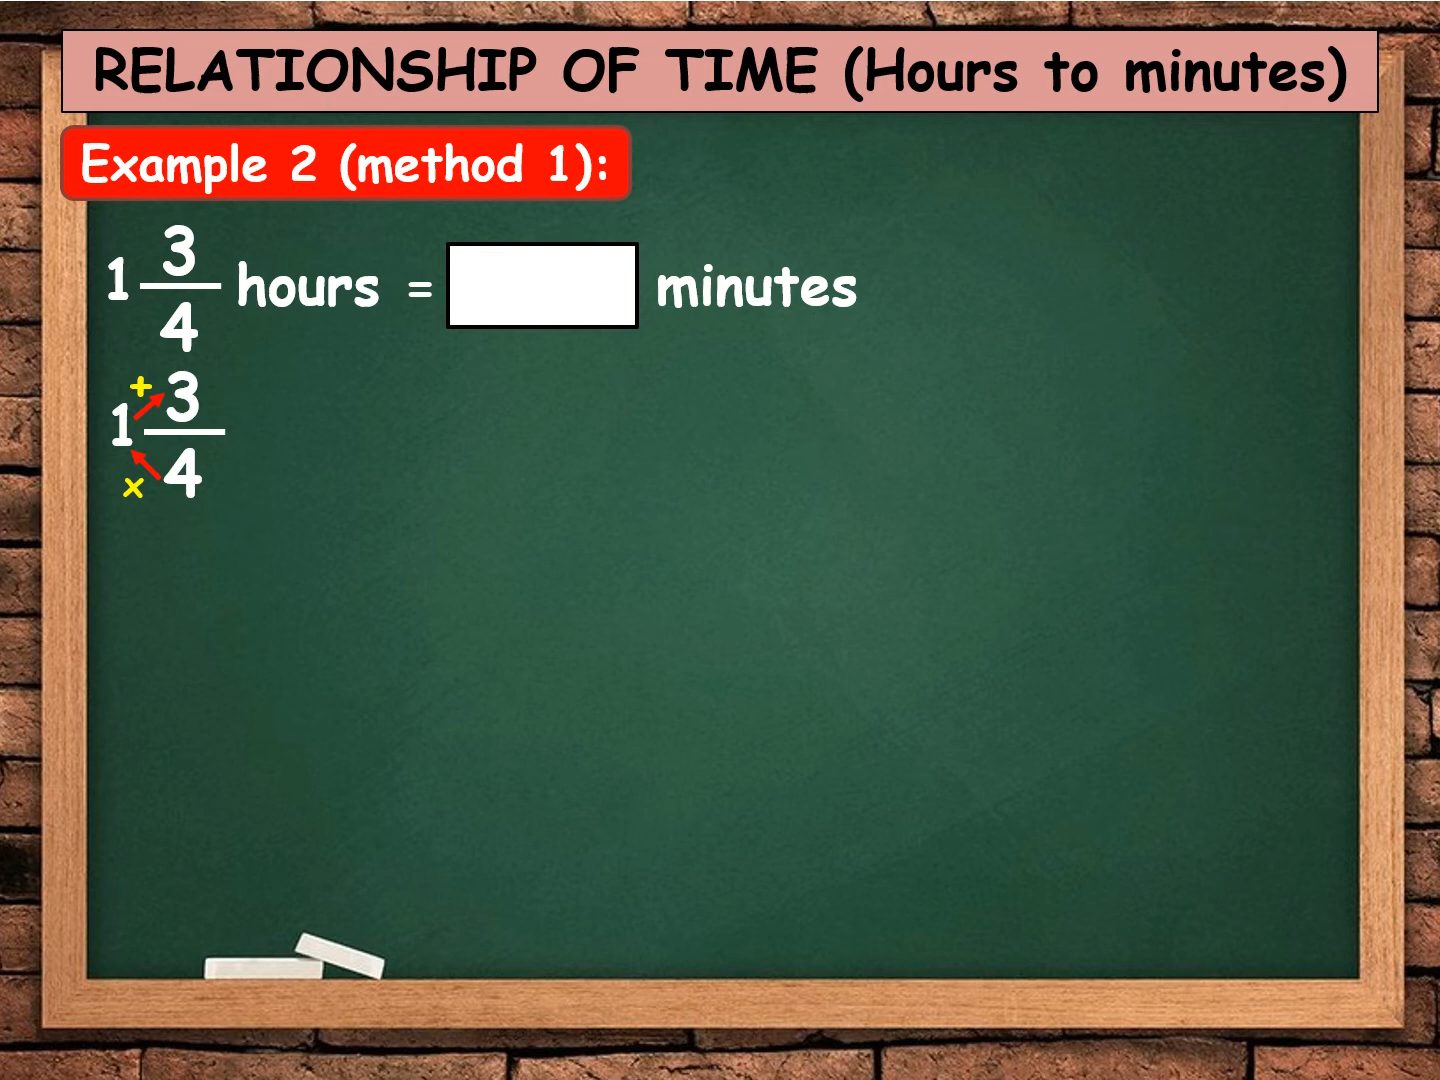 RELATIONSHIP OF TIME (Hours to minutes)
Example 2 (method 1):
1 3/4 hours = minutes
+
1 3/4
x